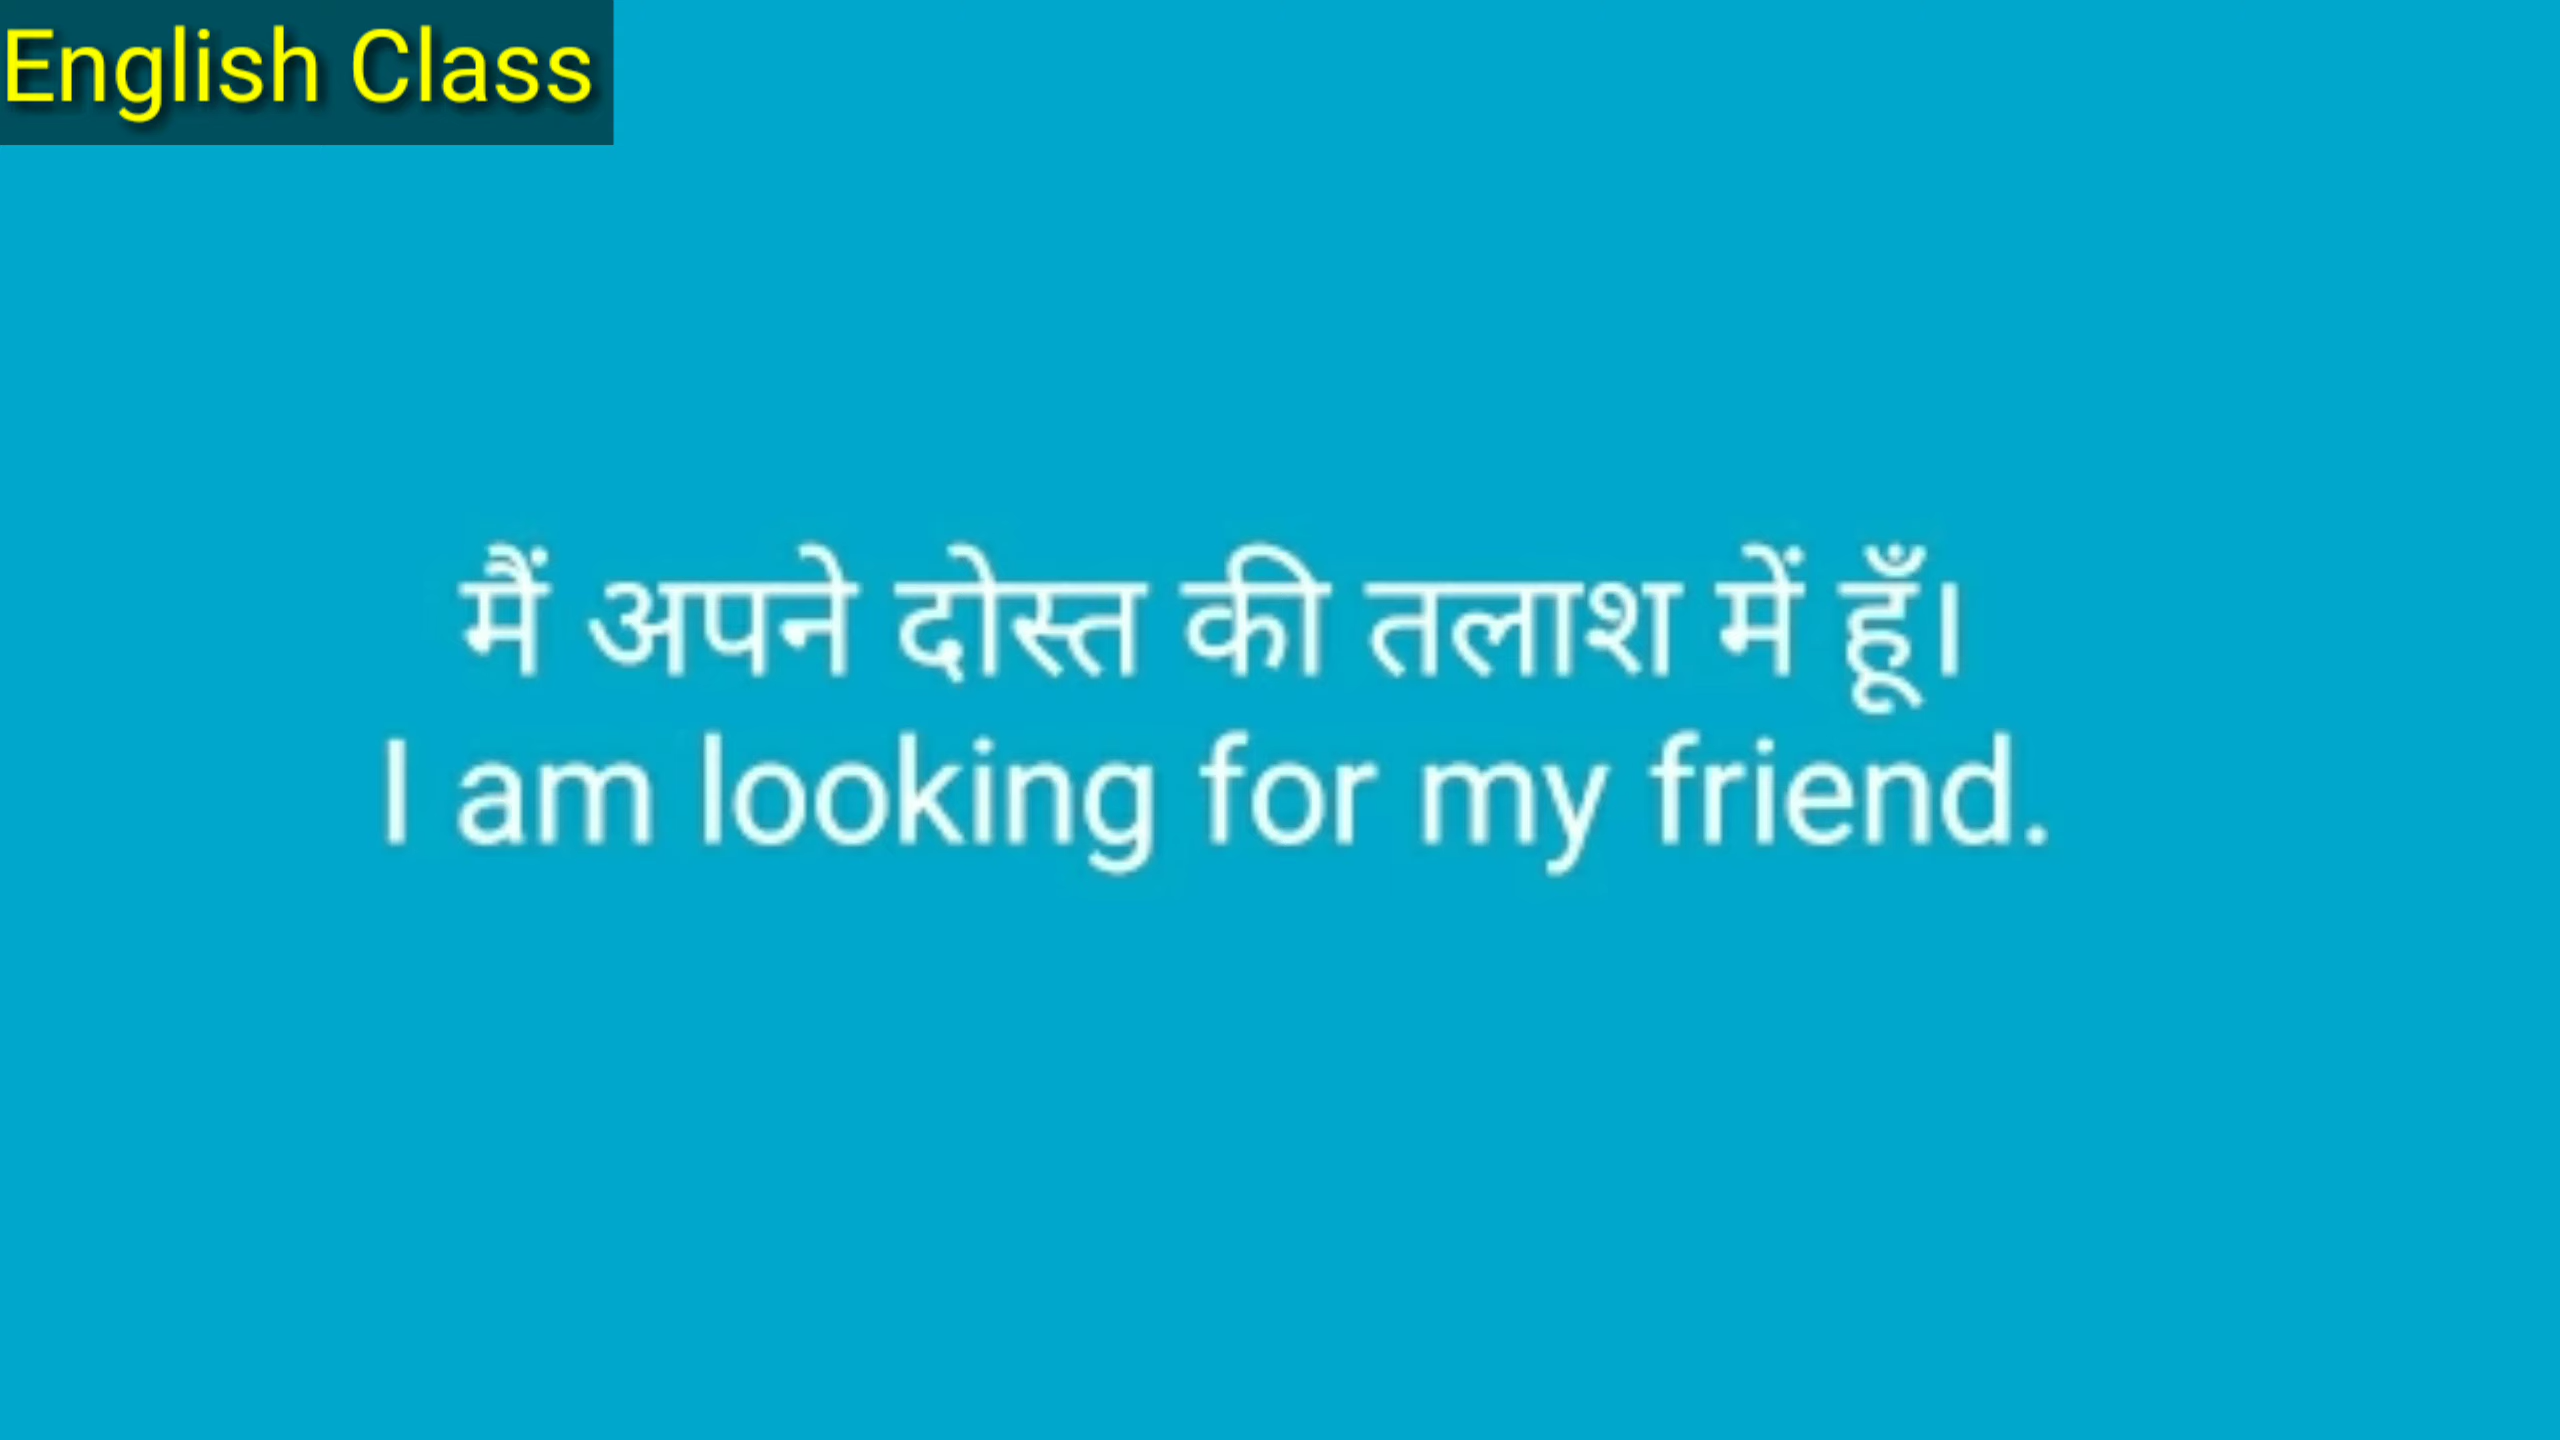 English Class
मैं अपने दोस्त की तलाश में हूँ।
I am looking for my friend.